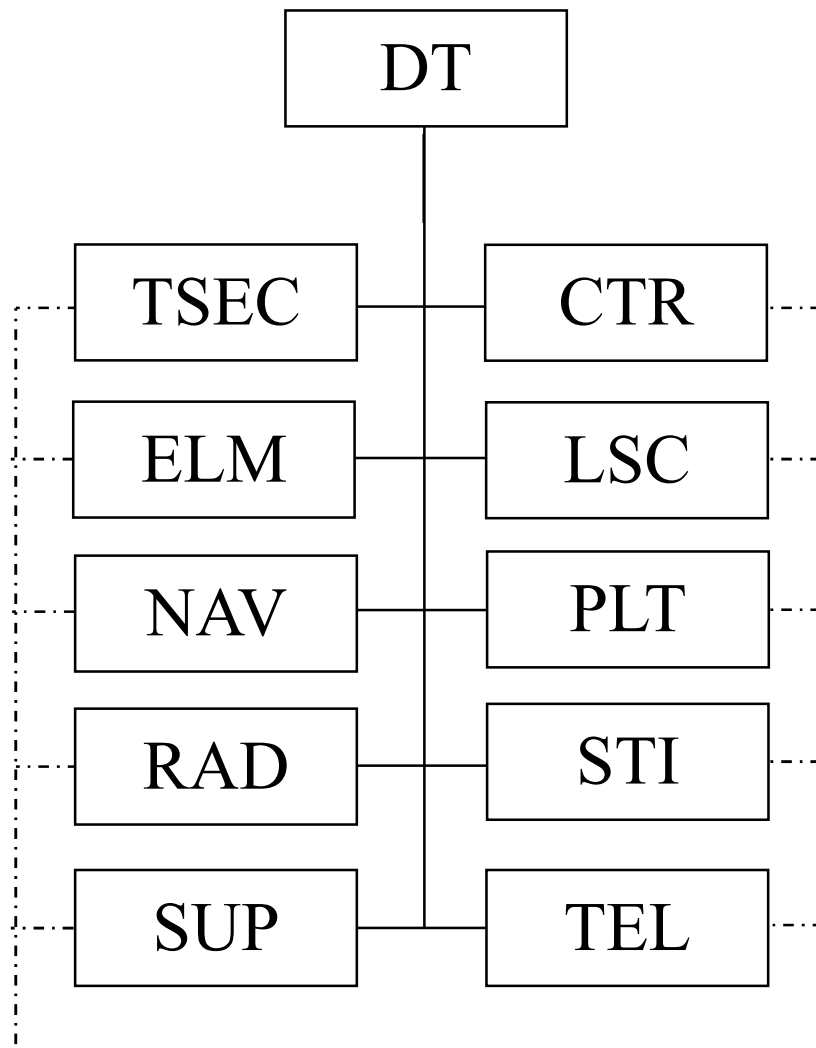 DT
TSEC
CTR
ELM
LSC
NAV
PLT
RAD
STI
SUP
TEL